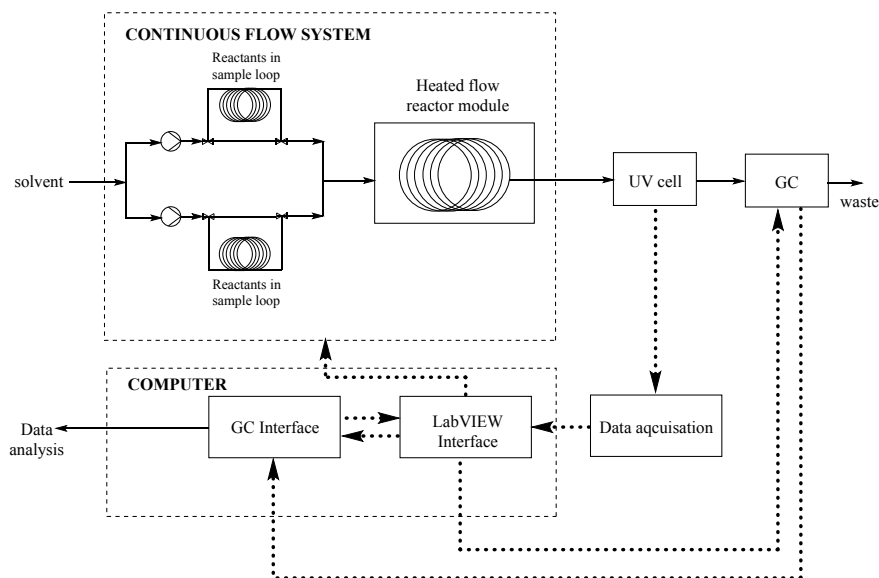 CONTINUOUS FLOW SYSTEM
Reactants in
sample loop
Heated flow
reactor module
solvent
UV cell
GC
waste
Reactants in
sample loop
COMPUTER
Data
analysis
GC Interface
LabVIEW
Interface
Data aqcuisation